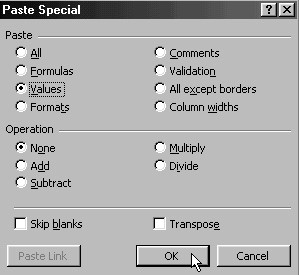 Paste Special
Paste
All
Comments
Formulas
Validation
Values
All except borders
Formats
Column widths
Operation
None
Multiply
Add
Divide
Subtract
Skip blanks
Transpose
Paste Link
OK
Cancel